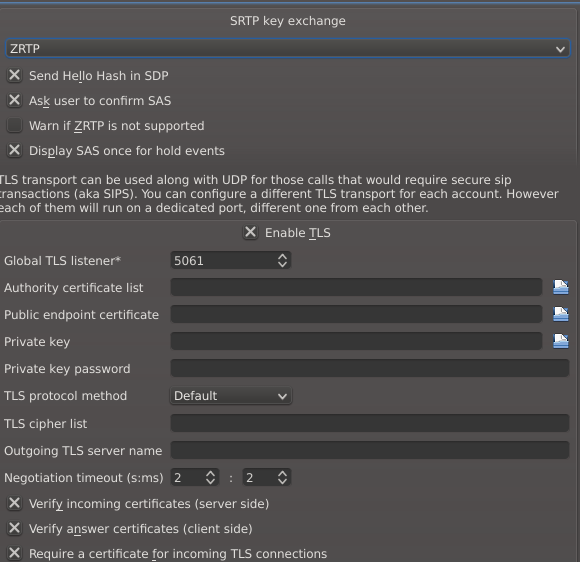 SRTP key exchange
ZRTP
Send Hello Hash in SDP
Ask user to confirm SAS
Warn if ZRTP is not supported
Display SAS once for hold events
TLS transport can be used along with UDP for those calls that would require secure sip
transactions (aka SIPS). You can configure a different TLS transport for each account. However
each of them will run on a dedicated port, different one from each other.
Enable TLS
Global TLS listener* 5061
Authority certificate list
Public endpoint certificate
Private key
Private key password
TLS protocol method Default
TLS cipher list
Outgoing TLS server name
Negotiation timeout (s:ms) 2 : 2
Verify incoming certificates (server side)
Verify answer certificates (client side)
Require a certificate for incoming TLS connections